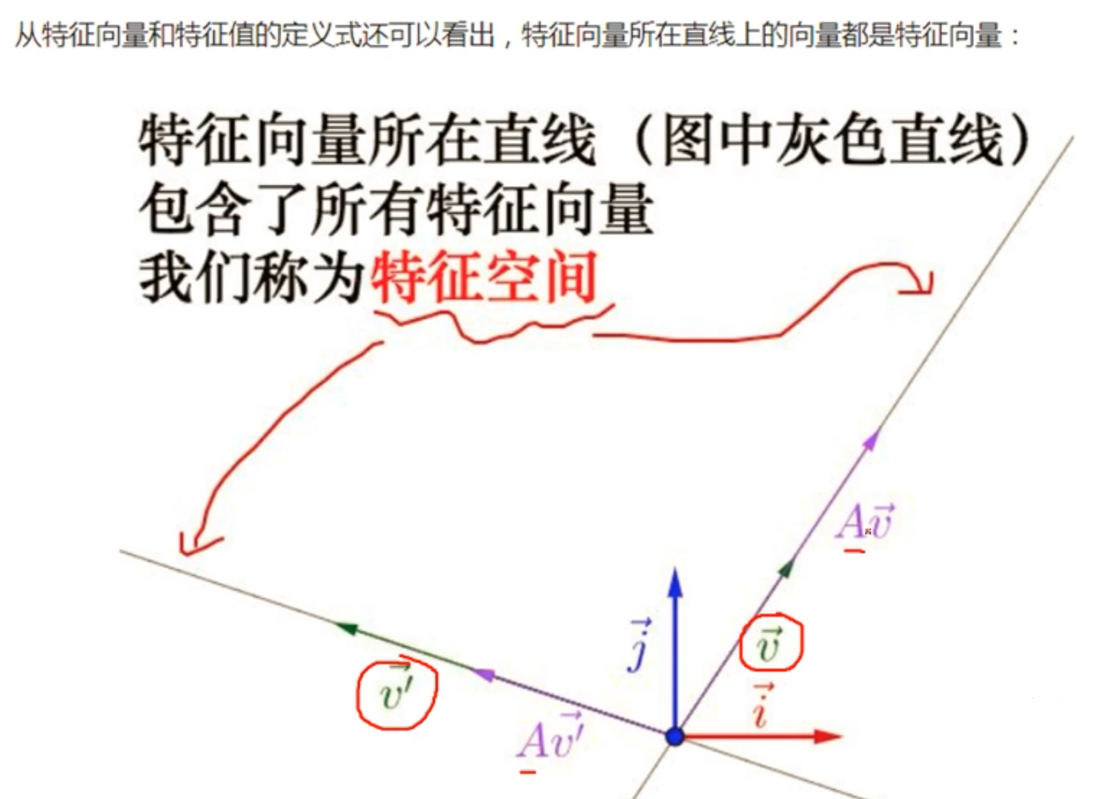 从特征向量和特征值的定义式还可以看出，特征向量所在直线上的向量都是特征向量：
特征向量所在直线（图中灰色直线）
包含了所有特征向量
我们称为特征空间
A\vec{v}
\vec{j}
\vec{v}
\vec{v'}
\vec{i}
A\vec{v'}